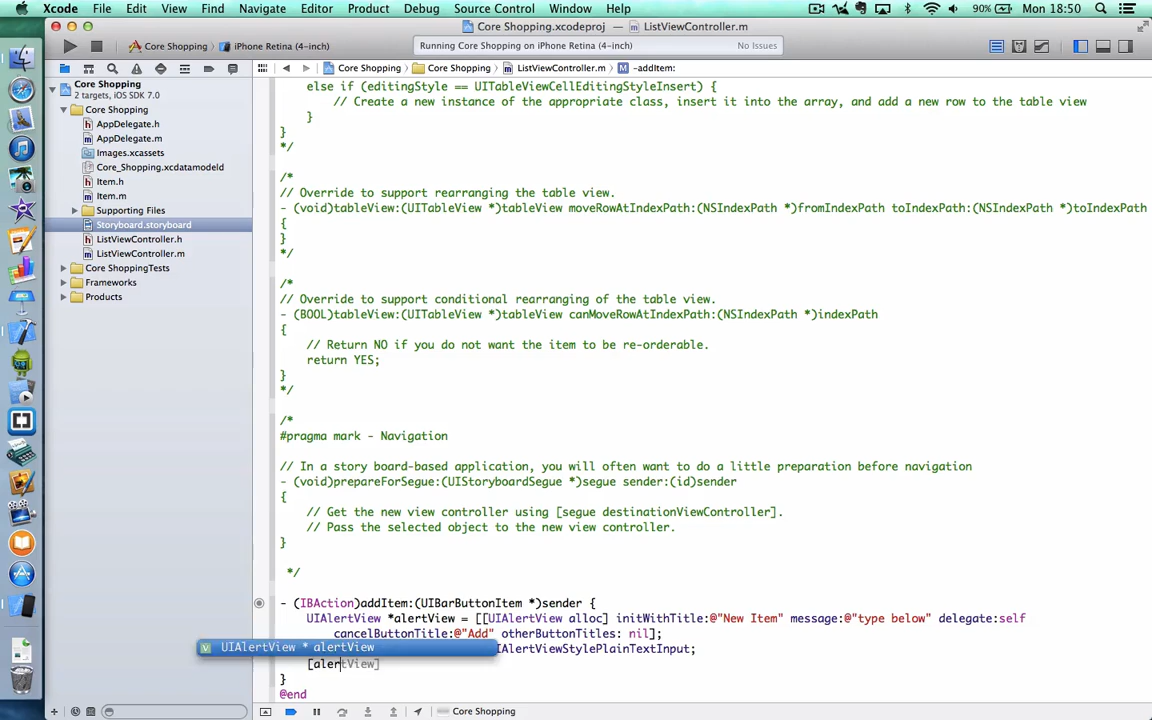 Xcode File Edit View Find Navigate Editor Product Debug Source Control Window Help 90% Mon 18:50
Core Shopping.xcodeproj — ListViewController.m
Core Shopping iPhone Retina (4-inch) Running Core Shopping on iPhone Retina (4-inch) No Issues
Core Shopping Core Shopping ListViewController.m M -addItem:
Core Shopping
2 targets, iOS SDK 7.0
Core Shopping
AppDelegate.h
AppDelegate.m
Images.xcassets
Core_Shopping.xcdatamodeld
Item.h
Item.m
Supporting Files
Storyboard.storyboard
ListViewController.h
ListViewController.m
Core ShoppingTests
Frameworks
Products
else if (editingStyle == UITableViewCellEditingStyleInsert) {
// Create a new instance of the appropriate class, insert it into the array, and add a new row to the table view
}
}
*/
/*
// Override to support rearranging the table view.
- (void)tableView:(UITableView *)tableView moveRowAtIndexPath:(NSIndexPath *)fromIndexPath toIndexPath:(NSIndexPath *)toIndexPath
{
}
*/
/*
// Override to support conditional rearranging of the table view.
- (BOOL)tableView:(UITableView *)tableView canMoveRowAtIndexPath:(NSIndexPath *)indexPath
{
// Return NO if you do not want the item to be re-orderable.
return YES;
}
*/
/*
#pragma mark - Navigation
// In a story board-based application, you will often want to do a little preparation before navigation
- (void)prepareForSegue:(UIStoryboardSegue *)segue sender:(id)sender
{
// Get the new view controller using [segue destinationViewController].
// Pass the selected object to the new view controller.
}
*/
- (IBAction)addItem:(UIBarButtonItem *)sender {
UIAlertView *alertView = [[UIAlertView alloc] initWithTitle:@"New Item" message:@"type below" delegate:self
cancelButtonTitle:@"Add" otherButtonTitles: nil];
V UIAlertView * alertView IAlertViewStylePlainTextInput;
[alertView]
}
@end
Core Shopping